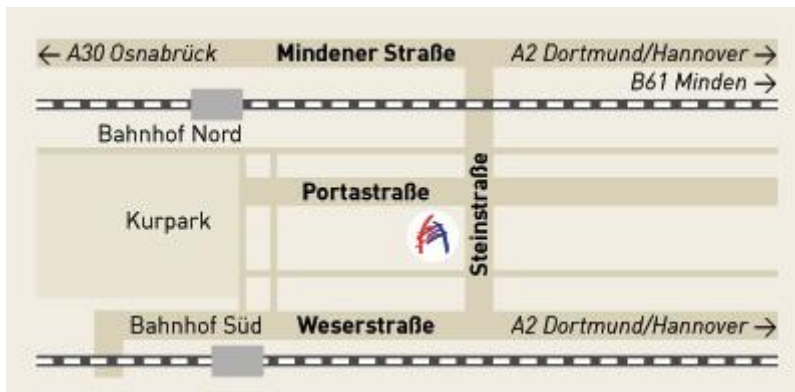 ← A30 Osnabrück Mindener Straße A2 Dortmund/Hannover →
B61 Minden →
Bahnhof Nord
Portastraße
Steinstraße
Kurpark
Bahnhof Süd Weserstraße A2 Dortmund/Hannover →